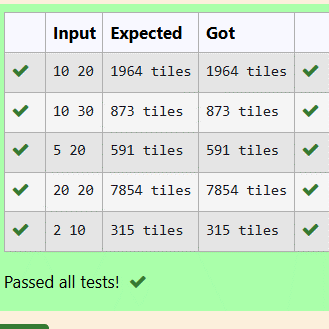 Input Expected Got
10 20 1964 tiles 1964 tiles
10 30 873 tiles 873 tiles
5 20 591 tiles 591 tiles
20 20 7854 tiles 7854 tiles
2 10 315 tiles 315 tiles
Passed all tests!